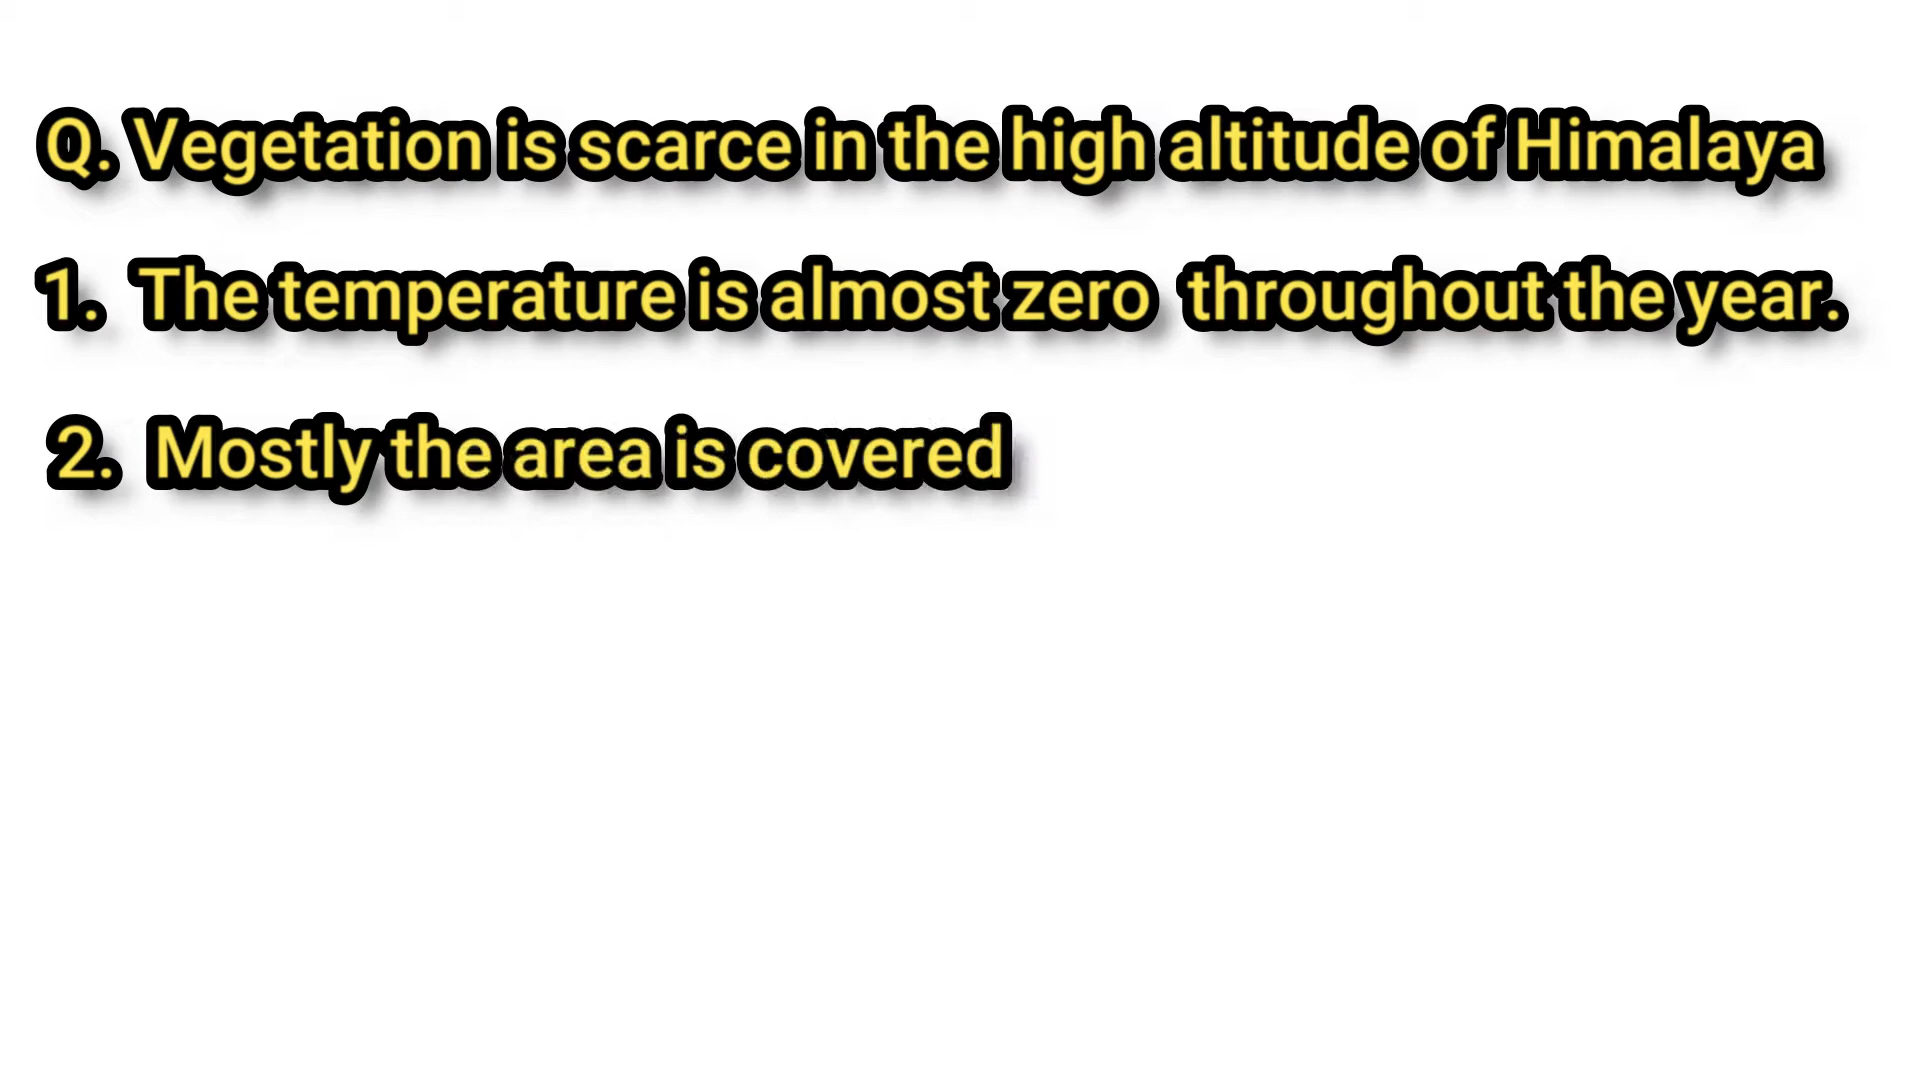 Q. Vegetation is scarce in the high altitude of Himalaya
1. The temperature is almost zero throughout the year.
2. Mostly the area is covered